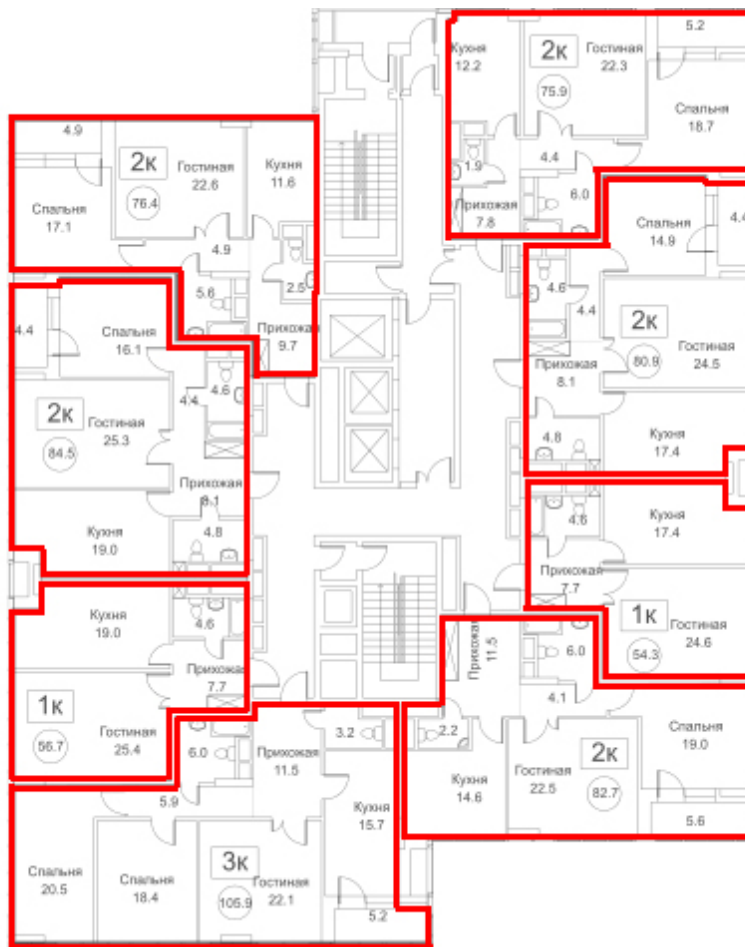 5.2
Кухня
12.2
2к
75.9
Гостиная
22.3
Спальня
18.7
1.9
4.4
Прихожая
7.8
6.0
4.9
2к
76.4
Гостиная
22.6
Кухня
11.6
Спальня
17.1
4.9
5.6
2.5
Прихожая
9.7
Спальня
14.9
4.4
4.6
4.4
2к
80.9
Гостиная
24.5
Прихожая
8.1
4.8
Кухня
17.4
4.4
Спальня
16.1
4.6
4.4
2к
84.5
Гостиная
25.3
Прихожая
8.1
Кухня
19.0
4.8
4.6
Кухня
17.4
Прихожая
7.7
1к
54.3
Гостиная
24.6
Кухня
19.0
4.6
Прихожая
7.7
1к
56.7
Гостиная
25.4
Прихожая
11.5
6.0
4.1
2.2
Кухня
14.6
Гостиная
22.5
2к
82.7
Спальня
19.0
5.6
6.0
Прихожая
11.5
3.2
5.9
Кухня
15.7
Спальня
20.5
Спальня
18.4
3к
105.9
Гостиная
22.1
5.2